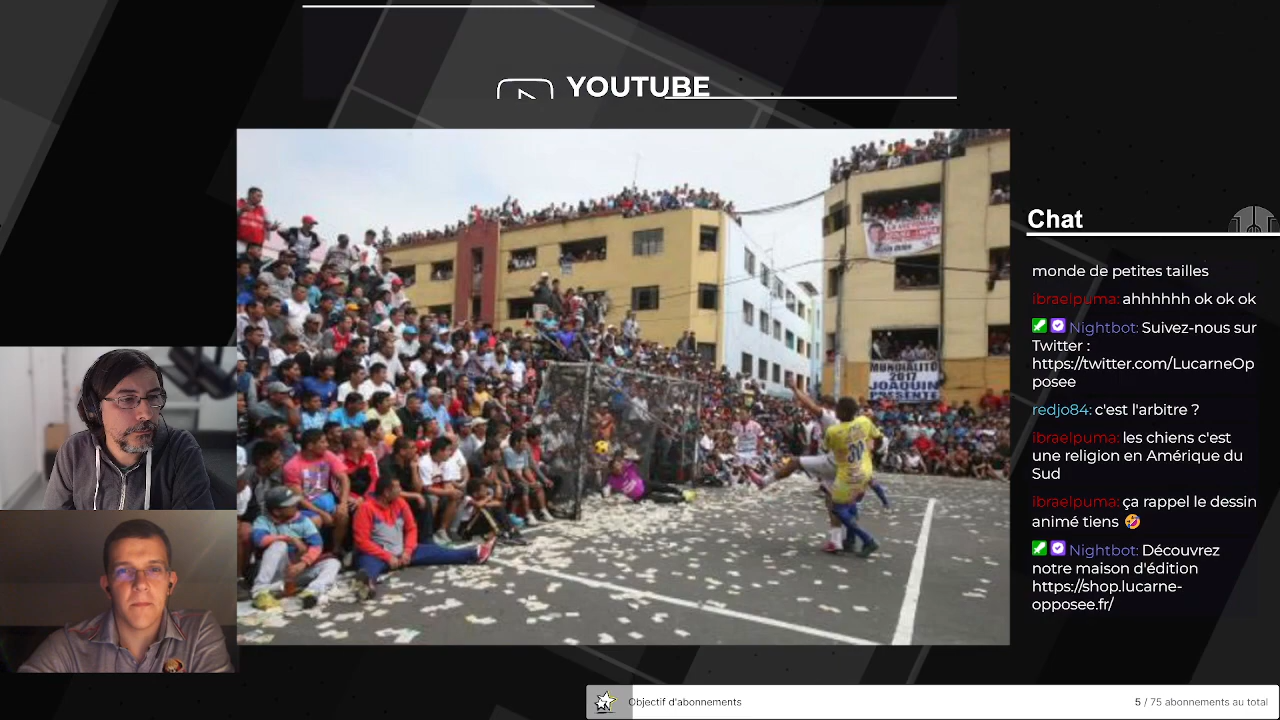 YOUTUBE
MUNDIALITO
2017
JOAQUIN
PRESENTE
30
Chat
monde de petites tailles
ibraelpuma: ahhhhhh ok ok ok
Nightbot: Suivez-nous sur
Twitter :
https://twitter.com/LucarneOp
posee
redjo84: c'est l'arbitre ?
ibraelpuma: les chiens c'est
une religion en Amérique du
Sud
ibraelpuma: ça rappel le dessin
animé tiens 🤣
Nightbot: Découvrez
notre maison d'édition
https://shop.lucarne-
opposee.fr/
Objectif d'abonnements
5 / 75 abonnements au total